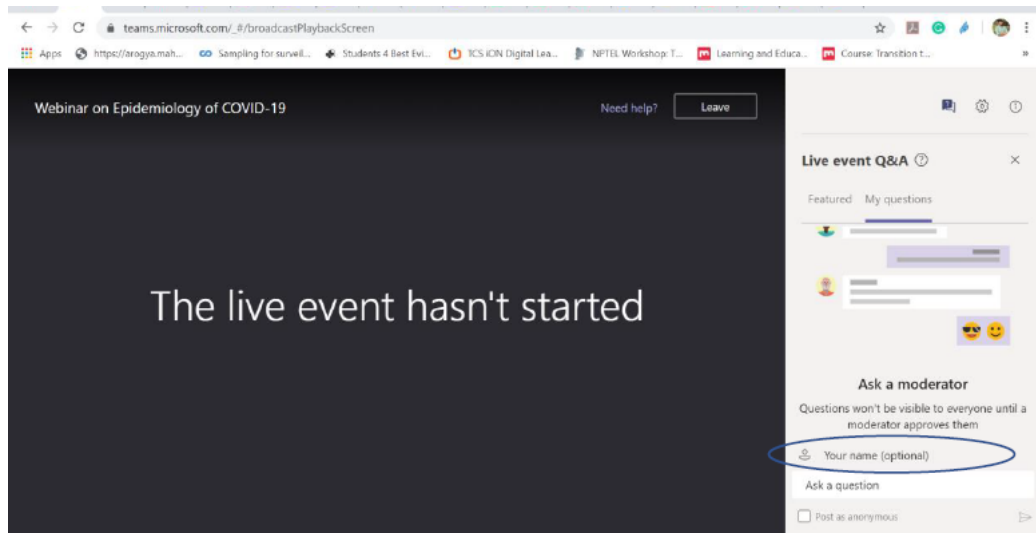 teams.microsoft.com/_#/broadcastPlaybackScreen
Apps https://arogya.mah... Sampling for surveil... Students 4 Best Evi... TCS iON Digital Lea... NPTEL Workshop: T... Learning and Educa... Course: Transition t... »
Webinar on Epidemiology of COVID-19 Need help? Leave
Live event Q&A
Featured My questions
The live event hasn't started
Ask a moderator
Questions won't be visible to everyone until a
moderator approves them
Your name (optional)
Ask a question
Post as anonymous